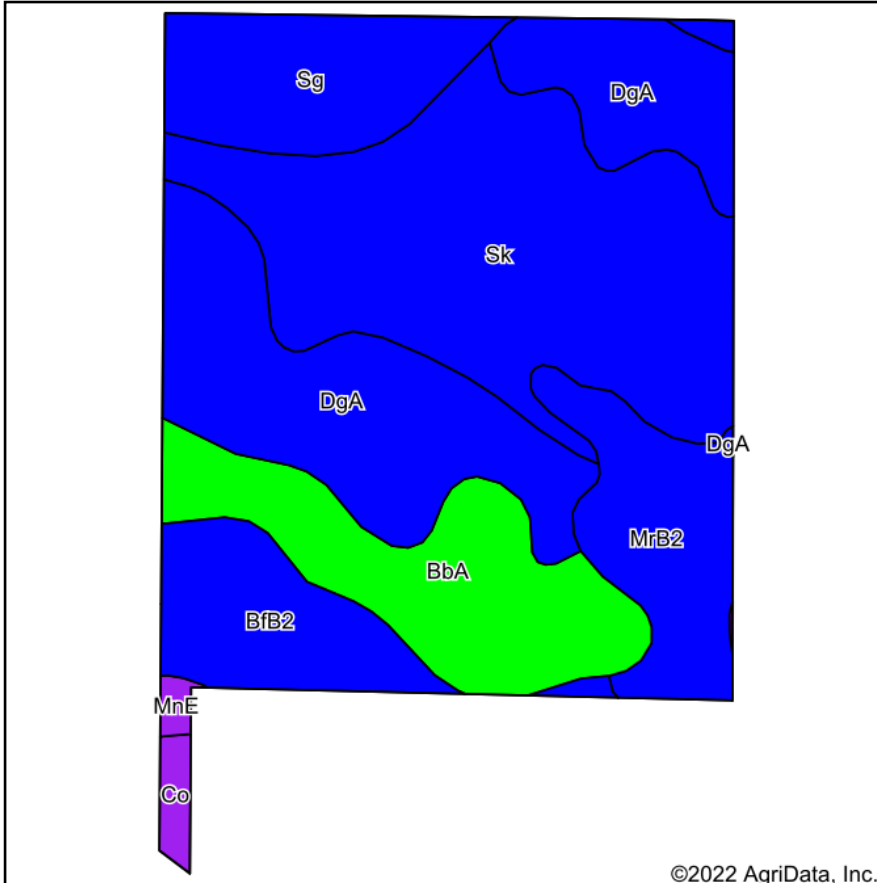 Sg
DgA
Sk
DgA
DgA
MrB2
BbA
BfB2
MnE
Co
©2022 AgriData, Inc.